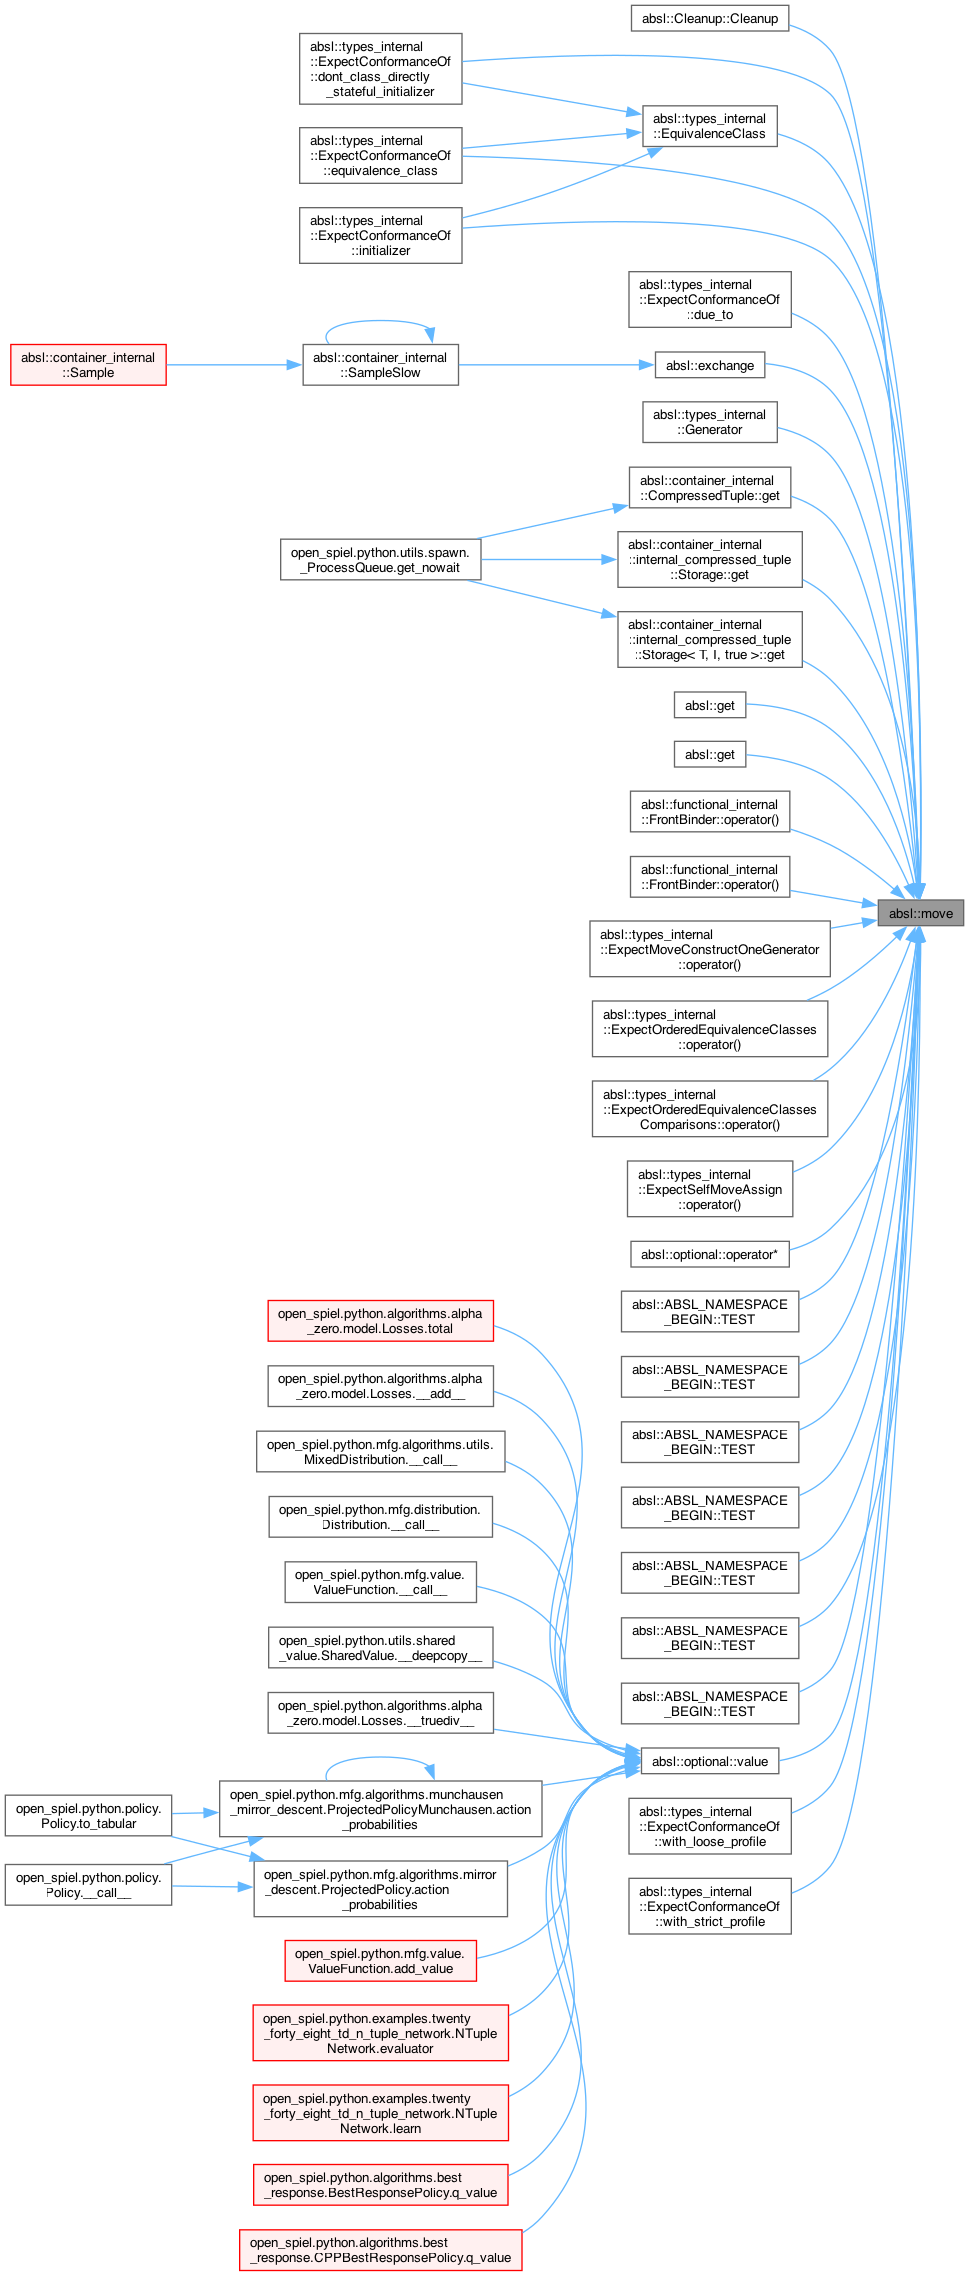 absl::Cleanup::Cleanup
absl::types_internal
::ExpectConformanceOf
::dont_class_directly
_stateful_initializer
absl::types_internal
::EquivalenceClass
absl::types_internal
::ExpectConformanceOf
::equivalence_class
absl::types_internal
::ExpectConformanceOf
::initializer
absl::types_internal
::ExpectConformanceOf
::due_to
absl::container_internal
::Sample
absl::container_internal
::SampleSlow
absl::exchange
absl::types_internal
::Generator
absl::container_internal
::CompressedTuple::get
open_spiel.python.utils.spawn.
_ProcessQueue.get_nowait
absl::container_internal
::internal_compressed_tuple
::Storage::get
absl::container_internal
::internal_compressed_tuple
::Storage< T, I, true >::get
absl::get
absl::get
absl::functional_internal
::FrontBinder::operator()
absl::functional_internal
::FrontBinder::operator()
absl::move
absl::types_internal
::ExpectMoveConstructOneGenerator
::operator()
absl::types_internal
::ExpectOrderedEquivalenceClasses
::operator()
absl::types_internal
::ExpectOrderedEquivalenceClasses
Comparisons::operator()
absl::types_internal
::ExpectSelfMoveAssign
::operator()
absl::optional::operator*
absl::ABSL_NAMESPACE
_BEGIN::TEST
absl::ABSL_NAMESPACE
_BEGIN::TEST
absl::ABSL_NAMESPACE
_BEGIN::TEST
absl::ABSL_NAMESPACE
_BEGIN::TEST
absl::ABSL_NAMESPACE
_BEGIN::TEST
absl::ABSL_NAMESPACE
_BEGIN::TEST
absl::ABSL_NAMESPACE
_BEGIN::TEST
open_spiel.python.algorithms.alpha
_zero.model.Losses.total
open_spiel.python.algorithms.alpha
_zero.model.Losses.__add__
open_spiel.python.mfg.algorithms.utils.
MixedDistribution.__call__
open_spiel.python.mfg.distribution.
Distribution.__call__
open_spiel.python.mfg.value.
ValueFunction.__call__
open_spiel.python.utils.shared
_value.SharedValue.__deepcopy__
open_spiel.python.algorithms.alpha
_zero.model.Losses.__truediv__
absl::optional::value
open_spiel.python.policy.
Policy.to_tabular
open_spiel.python.mfg.algorithms.munchausen
_mirror_descent.ProjectedPolicyMunchausen.action
_probabilities
absl::types_internal
::ExpectConformanceOf
::with_loose_profile
open_spiel.python.policy.
Policy.__call__
open_spiel.python.mfg.algorithms.mirror
_descent.ProjectedPolicy.action
_probabilities
absl::types_internal
::ExpectConformanceOf
::with_strict_profile
open_spiel.python.mfg.value.
ValueFunction.add_value
open_spiel.python.examples.twenty
_forty_eight_td_n_tuple_network.NTuple
Network.evaluator
open_spiel.python.examples.twenty
_forty_eight_td_n_tuple_network.NTuple
Network.learn
open_spiel.python.algorithms.best
_response.BestResponsePolicy.q_value
open_spiel.python.algorithms.best
_response.CPPBestResponsePolicy.q_value